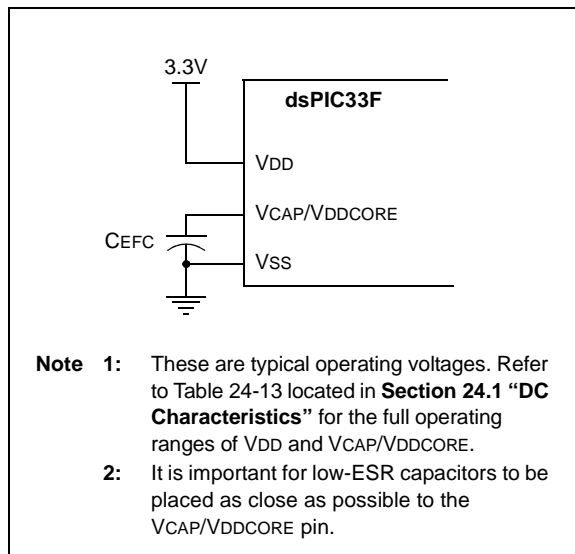 3.3V
dsPIC33F
VDD
VCAP/VDDCORE
CEFC
VSS
Note 1: These are typical operating voltages. Refer
to Table 24-13 located in Section 24.1 “DC
Characteristics” for the full operating
ranges of VDD and VCAP/VDDCORE.
2: It is important for low-ESR capacitors to be
placed as close as possible to the
VCAP/VDDCORE pin.